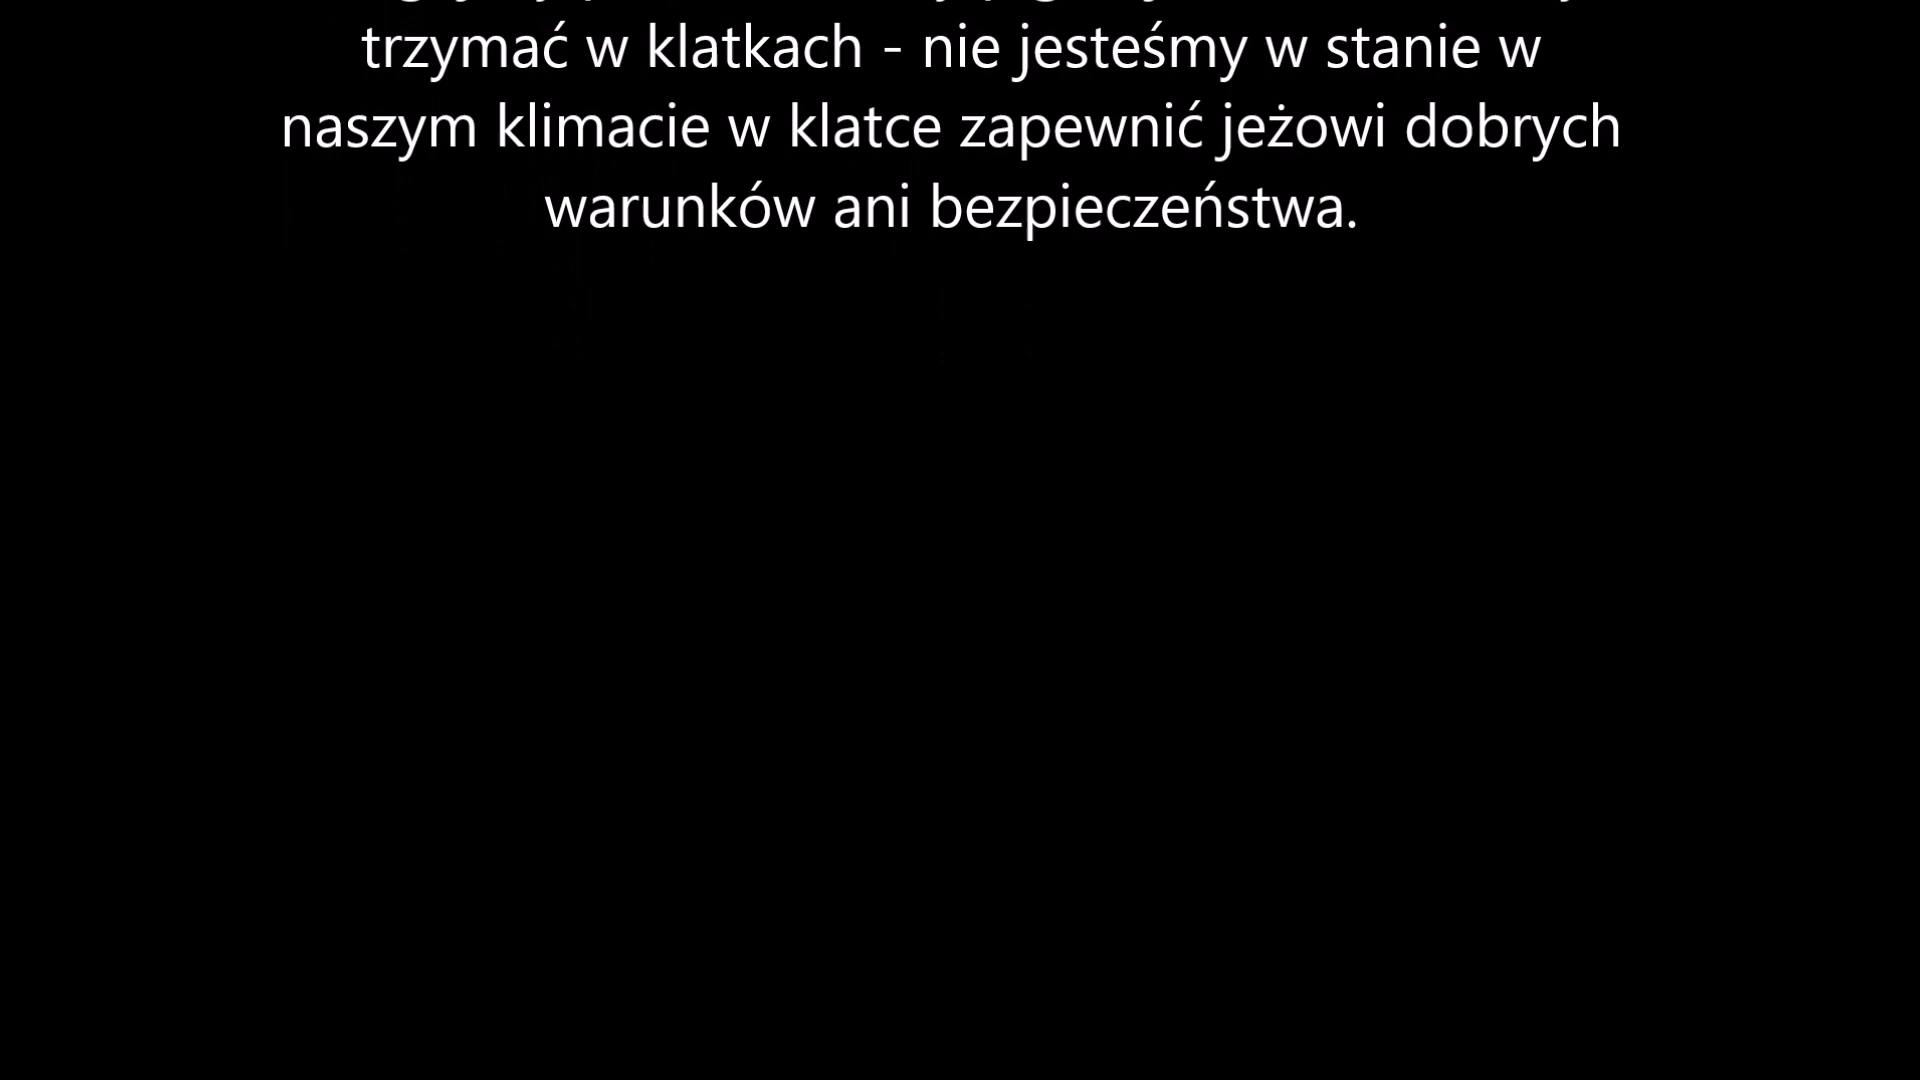 trzymać w klatkach - nie jesteśmy w stanie w
naszym klimacie w klatce zapewnić jeżowi dobrych
warunków ani bezpieczeństwa.